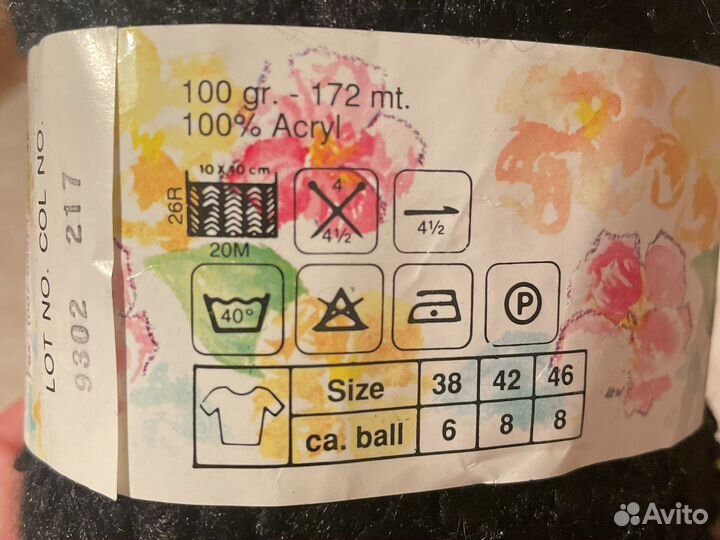 100 gr. - 172 mt.
100% Acryl
10 X 10 cm
26R
20M
4
4½
4½
40°
P
Size 38 42 46
ca. ball 6 8 8
LOT NO. COL NO.
9302 217
Avito